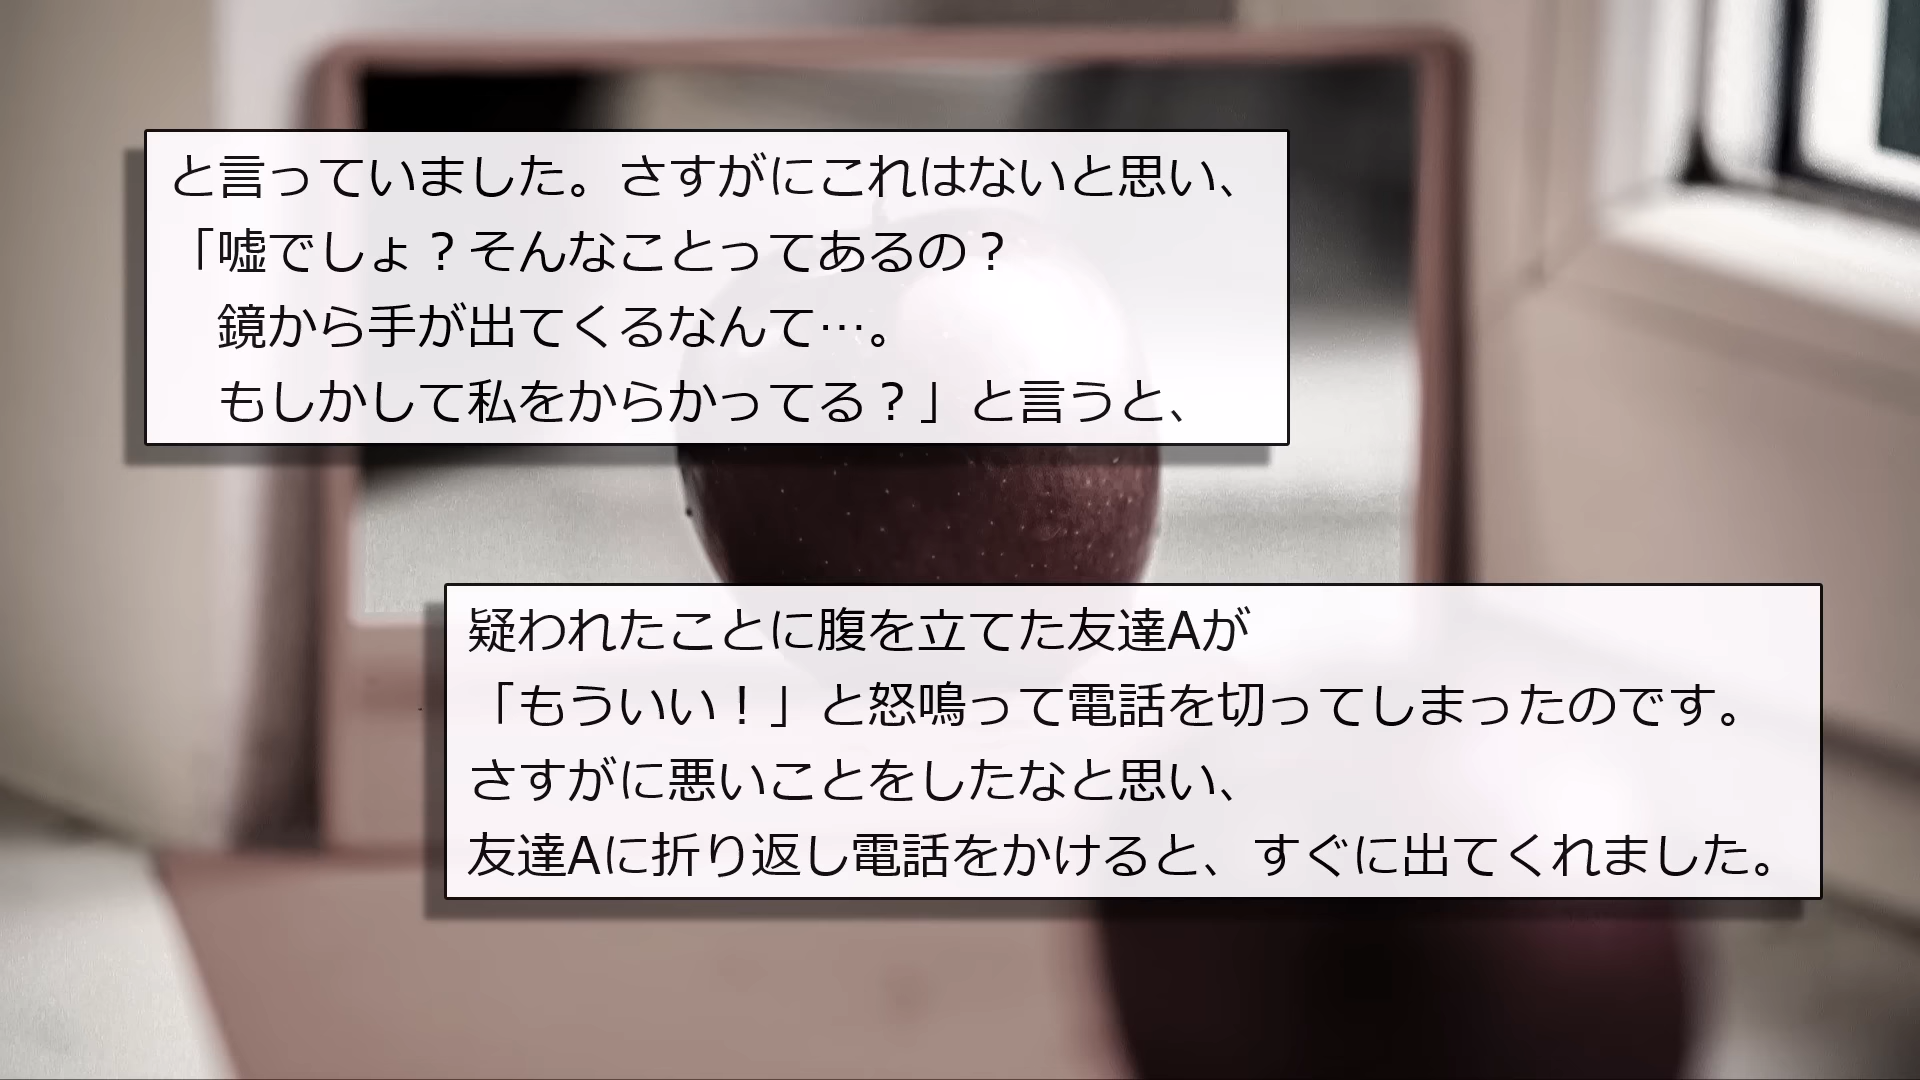 と言っていました。さすがにこれはないと思い、
「嘘でしょ？そんなことってあるの？
　鏡から手が出てくるなんて…。
　もしかして私をからかってる？」と言うと、
疑われたことに腹を立てた友達Aが
「もういい！」と怒鳴って電話を切ってしまったのです。
さすがに悪いことをしたなと思い、
友達Aに折り返し電話をかけると、すぐに出てくれました。